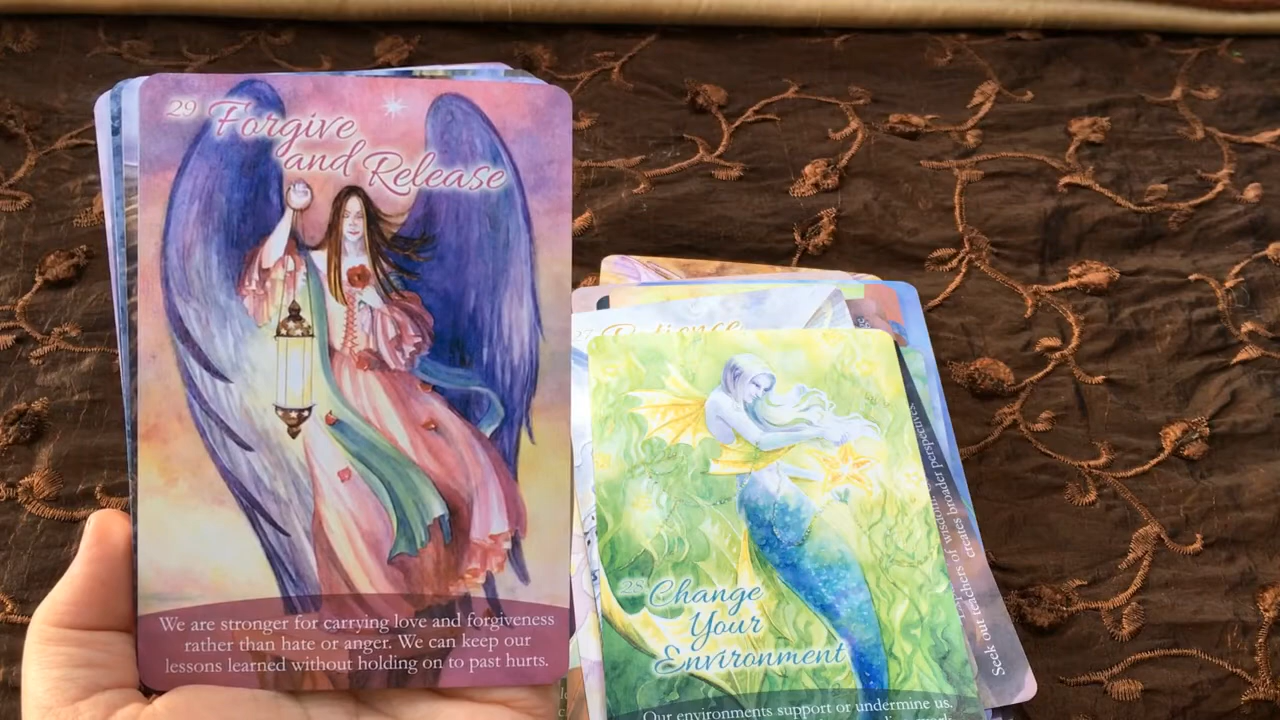 29 Forgive
and Release
We are stronger for carrying love and forgiveness
rather than hate or anger. We can keep our
lessons learned without holding on to past hurts.
27 Patience
28 Change
Your
Environment
Our environments support or undermine us.
Seek out teachers of wisdom.
creates broader perspectives.